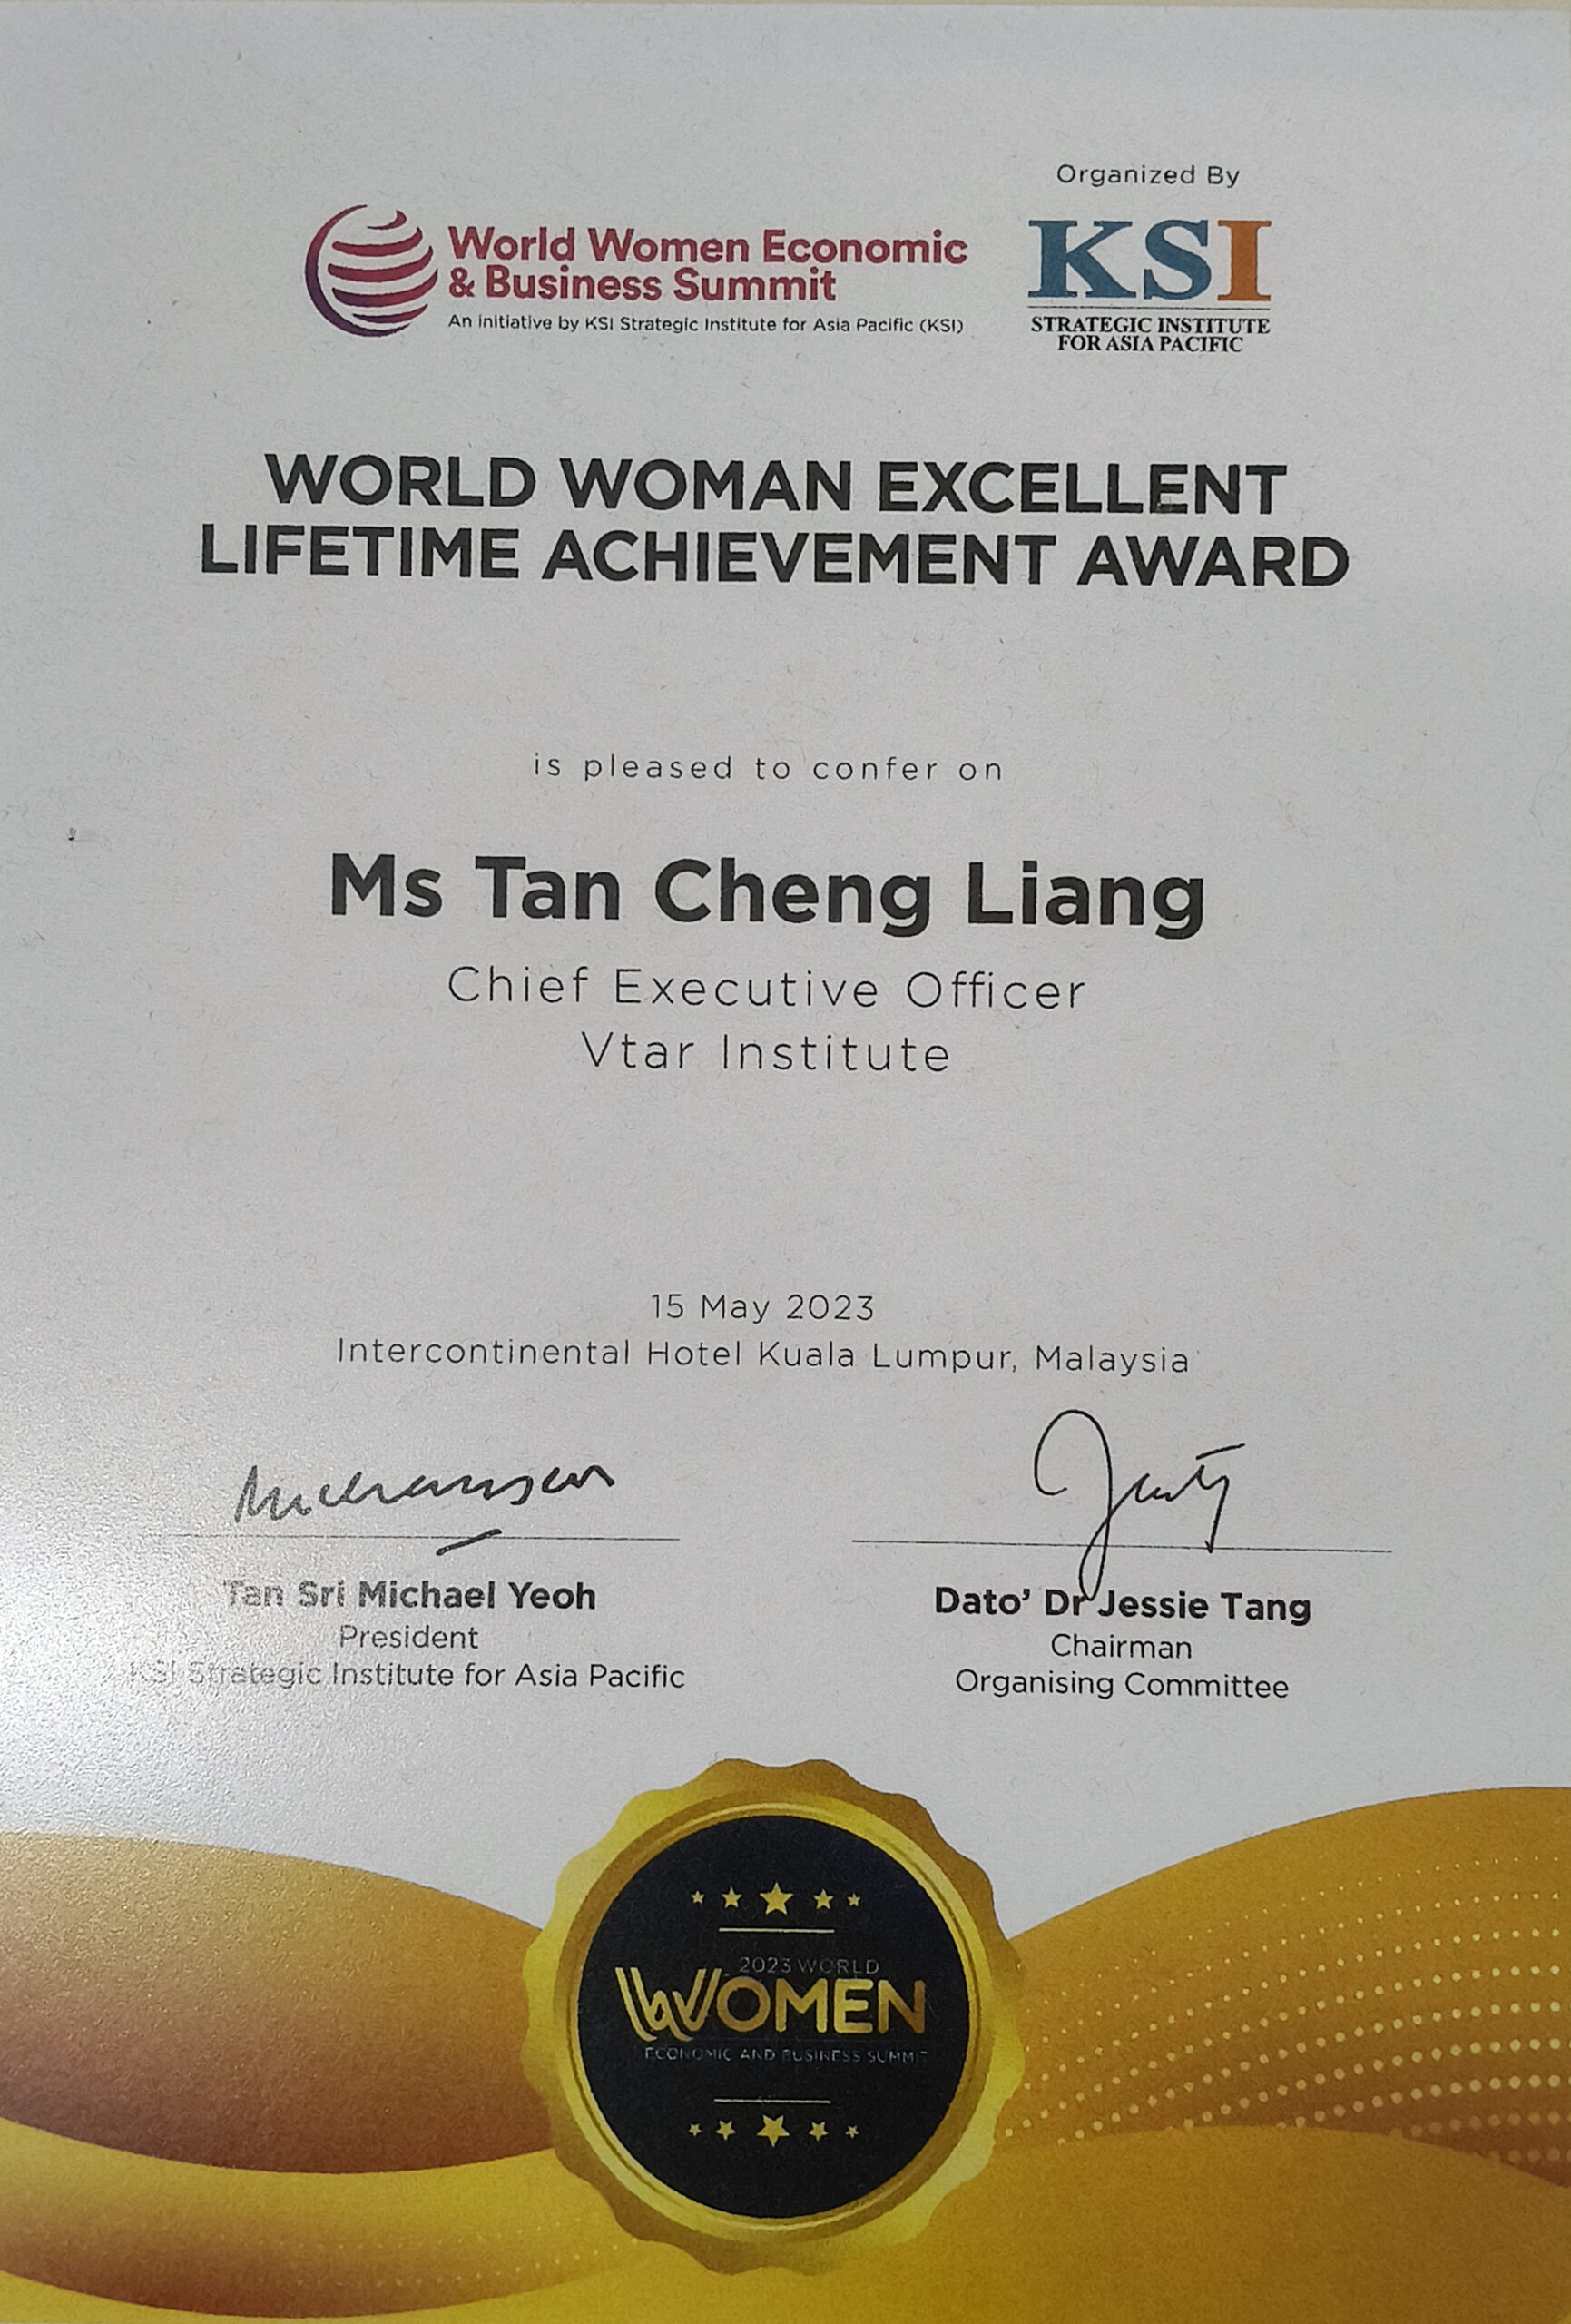 Organized By
World Women Economic
& Business Summit
An initiative by KSI Strategic Institute for Asia Pacific (KSI)
KSI
STRATEGIC INSTITUTE
FOR ASIA PACIFIC
WORLD WOMAN EXCELLENT
LIFETIME ACHIEVEMENT AWARD
is pleased to confer on
Ms Tan Cheng Liang
Chief Executive Officer
Vtar Institute
15 May 2023
Intercontinental Hotel Kuala Lumpur, Malaysia
Tan Sri Michael Yeoh
President
KSI Strategic Institute for Asia Pacific
Dato' Dr Jessie Tang
Chairman
Organising Committee
2023 WORLD
WOMEN
ECONOMIC AND BUSINESS SUMMIT